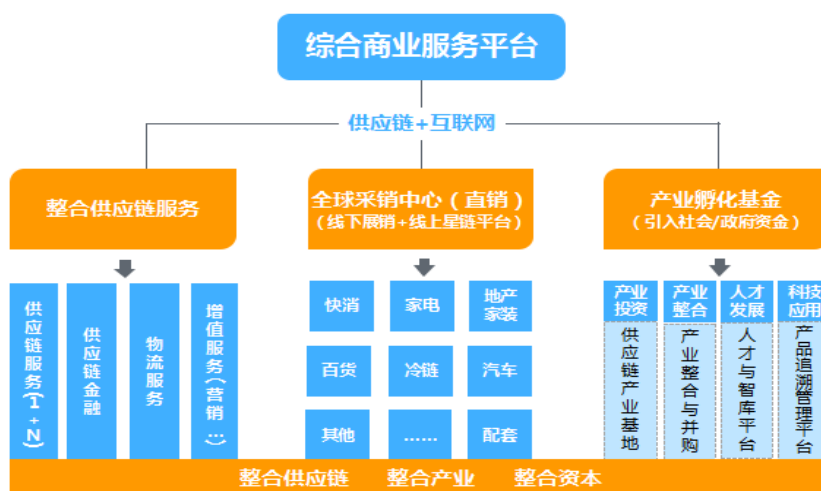 综合商业服务平台
供应链+互联网
整合供应链服务
供应链服务(1+N)
供应链金融
物流服务
增值服务(营销…)
全球采销中心（直销）
（线下展销+线上星链平台）
快消
家电
地产
家装
百货
冷链
汽车
其他
……
配套
产业孵化基金
（引入社会/政府资金）
产业
投资
供应链产业基地
产业
整合
产业整合与并购
人才
发展
人才与智库平台
科技
应用
产品追溯管理平台
整合供应链 整合产业 整合资本